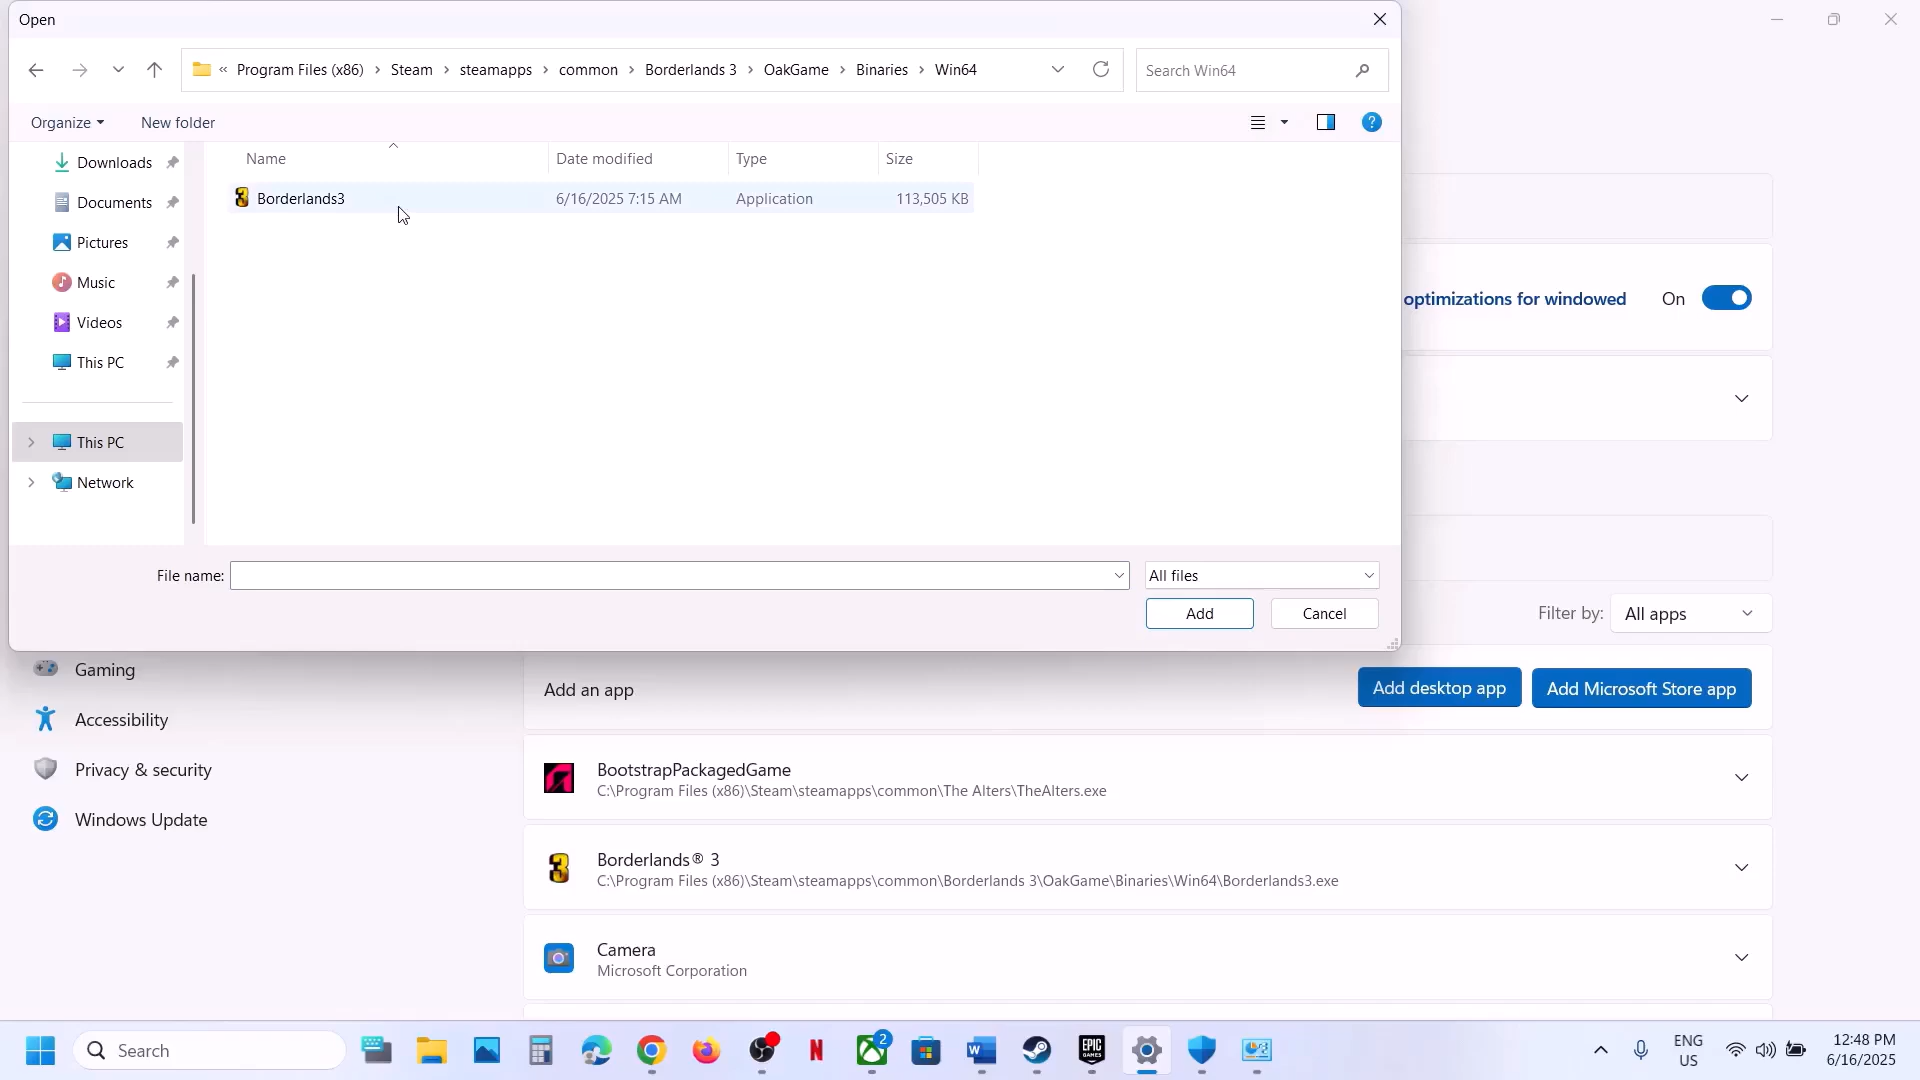 Open
« Program Files (x86) › Steam › steamapps › common › Borderlands 3 › OakGame › Binaries › Win64
Search Win64
Organize
New folder
Name
Date modified
Type
Size
Borderlands3
6/16/2025 7:15 AM
Application
113,505 KB
Downloads
Documents
Pictures
Music
Videos
This PC
This PC
Network
File name:
All files
Add
Cancel
optimizations for windowed
On
Filter by:
All apps
Gaming
Accessibility
Privacy & security
Windows Update
Add an app
Add desktop app
Add Microsoft Store app
BootstrapPackagedGame
C:\Program Files (x86)\Steam\steamapps\common\The Alters\TheAlters.exe
Borderlands® 3
C:\Program Files (x86)\Steam\steamapps\common\Borderlands 3\OakGame\Binaries\Win64\Borderlands3.exe
Camera
Microsoft Corporation
Search
2
EPIC
GAMES
ENG
US
12:48 PM
6/16/2025